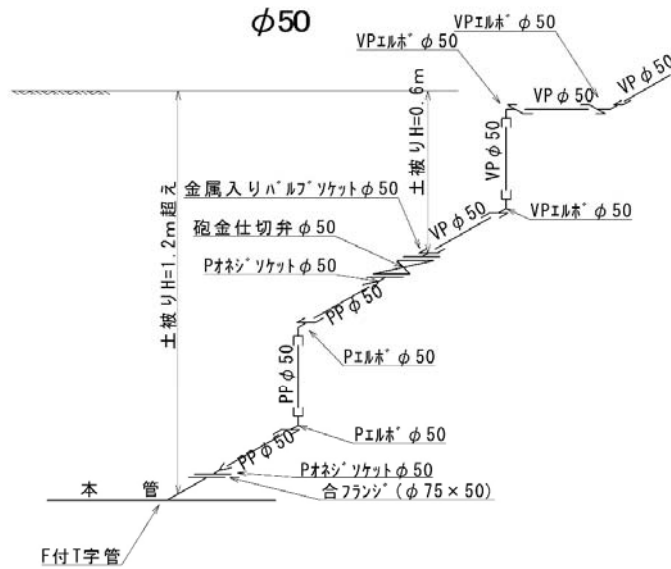 φ50
VPエルボφ50
VPエルボφ50
VPφ50
VPφ50
VPφ50
土被りH=0.6m
土被りH=1.2m超え
金属入りバルブソケットφ50
VPφ50
VPエルボφ50
砲金仕切弁φ50
Pオネジソケットφ50
PPφ50
PPφ50
Pエルボφ50
Pエルボφ50
PPφ50
Pオネジソケットφ50
合フランジ(φ75×50)
本 管
F付T字管